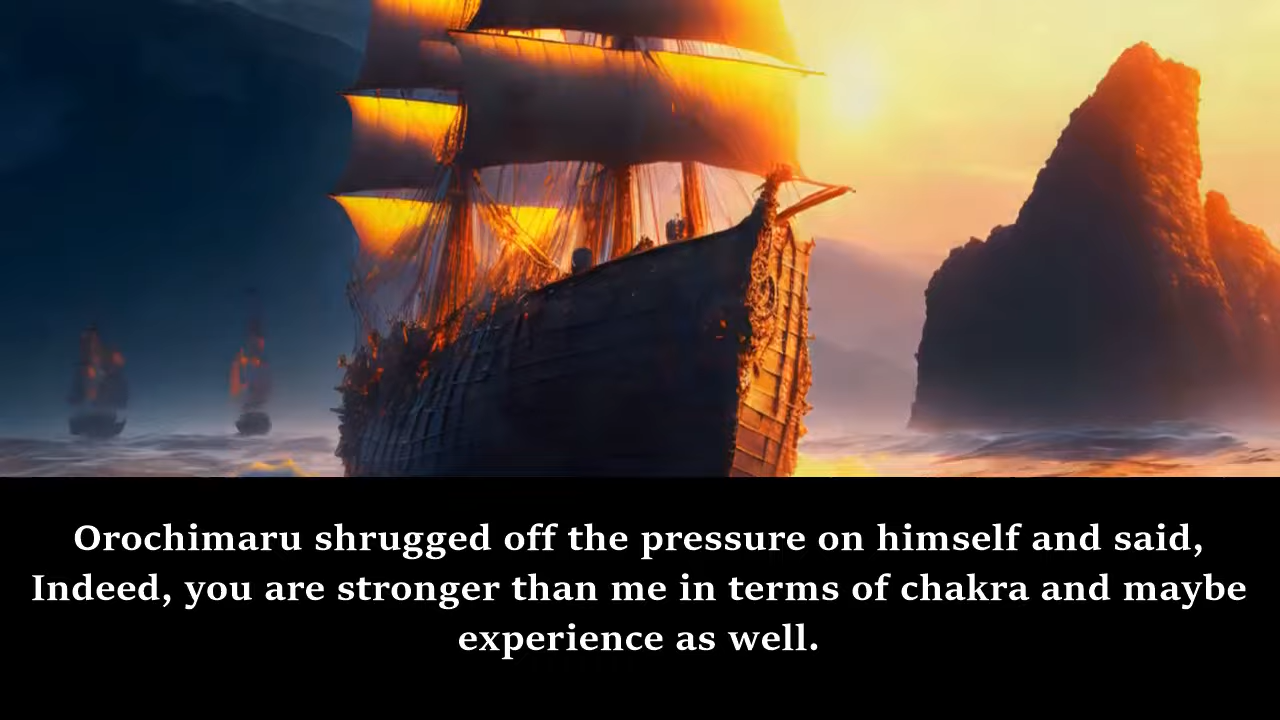 Orochimaru shrugged off the pressure on himself and said,
Indeed, you are stronger than me in terms of chakra and maybe
experience as well.